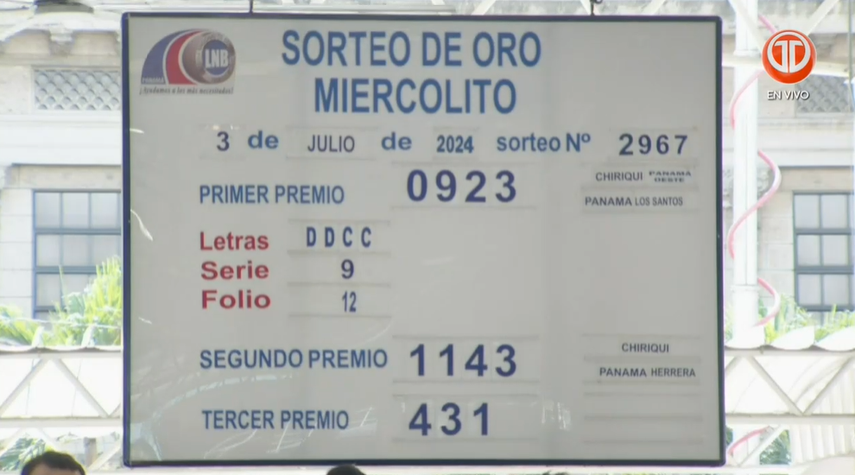 SORTEO DE ORO
MIERCOLITO
LNB
PANAMA
¡Ayudamos a los más necesitados!
EN VIVO
3 de JULIO de 2024 sorteo Nº 2967
PRIMER PREMIO 0923 CHIRIQUI PANAMÁ OESTE
PANAMA LOS SANTOS
Letras DDCC
Serie 9
Folio 12
SEGUNDO PREMIO 1143 CHIRIQUI
PANAMA HERRERA
TERCER PREMIO 431